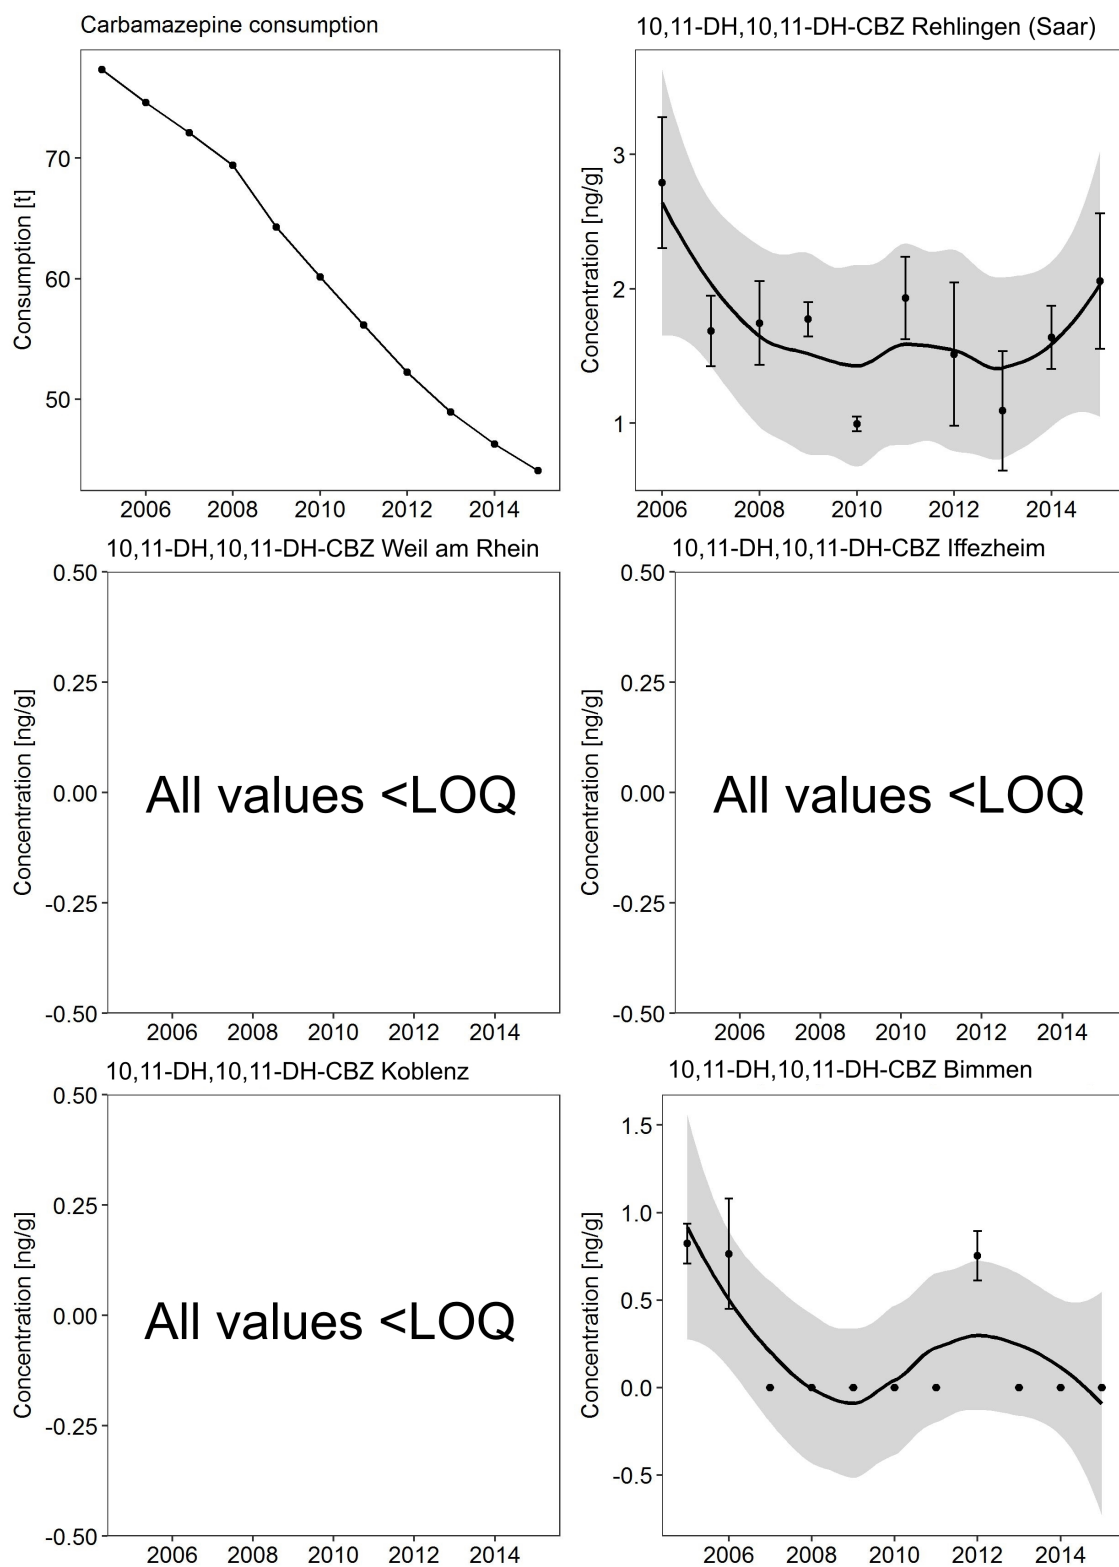 Carbamazepine consumption
Consumption [t]
70
60
50
2006 2008 2010 2012 2014
10,11-DH,10,11-DH-CBZ Rehlingen (Saar)
Concentration [ng/g]
3
2
1
2006 2008 2010 2012 2014
10,11-DH,10,11-DH-CBZ Weil am Rhein
Concentration [ng/g]
0.50
0.25
0.00
-0.25
-0.50
All values <LOQ
2006 2008 2010 2012 2014
10,11-DH,10,11-DH-CBZ Iffezheim
Concentration [ng/g]
0.50
0.25
0.00
-0.25
-0.50
All values <LOQ
2006 2008 2010 2012 2014
10,11-DH,10,11-DH-CBZ Koblenz
Concentration [ng/g]
0.50
0.25
0.00
-0.25
-0.50
All values <LOQ
2006 2008 2010 2012 2014
10,11-DH,10,11-DH-CBZ Bimmen
Concentration [ng/g]
1.5
1.0
0.5
0.0
-0.5
2006 2008 2010 2012 2014